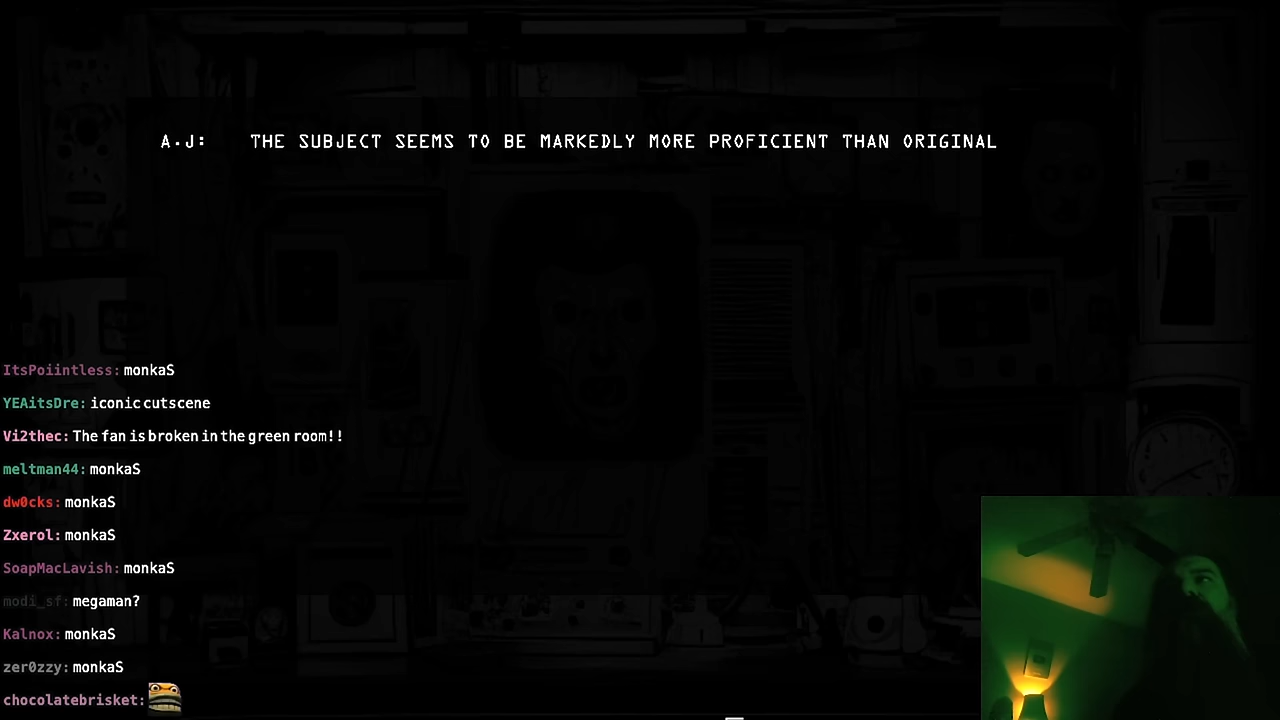 A.J: THE SUBJECT SEEMS TO BE MARKEDLY MORE PROFICIENT THAN ORIGINAL
ItsPoiintless: monkaS
YEAitsDre: iconic cutscene
Vi2thec: The fan is broken in the green room!!
meltman44: monkaS
dw0cks: monkaS
Zxerol: monkaS
SoapMacLavish: monkaS
modi_sf: megaman?
Kalnox: monkaS
zer0zzy: monkaS
chocolatebrisket: